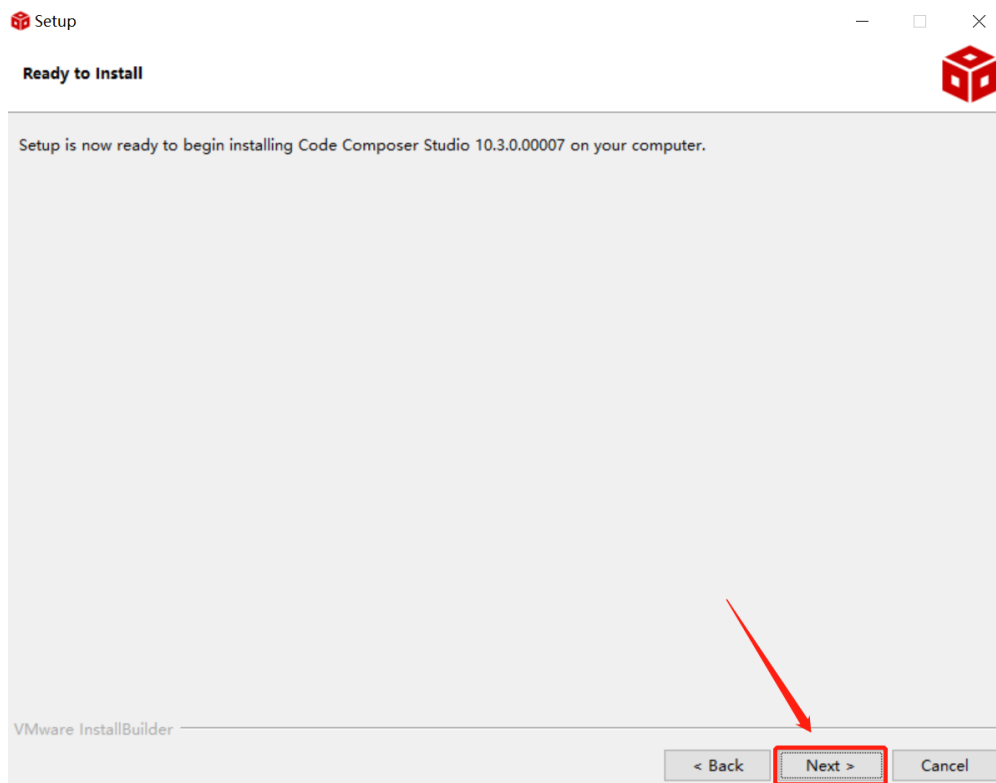 Setup
Ready to Install
Setup is now ready to begin installing Code Composer Studio 10.3.0.00007 on your computer.
VMware InstallBuilder
< Back Next > Cancel